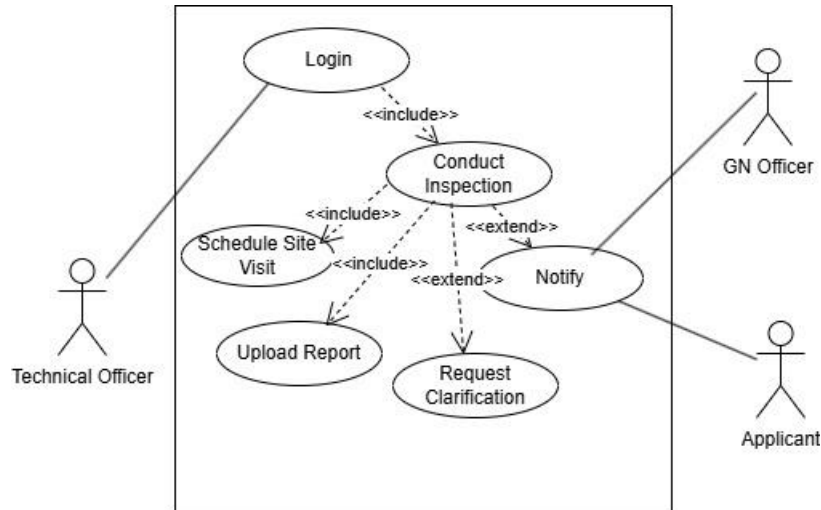 Login
<<include>>
GN Officer
Conduct
Inspection
<<include>>
<<extend>>
Schedule Site
Visit
<<include>>
<<extend>>
Notify
Technical Officer
Upload Report
Request
Clarification
Applicant